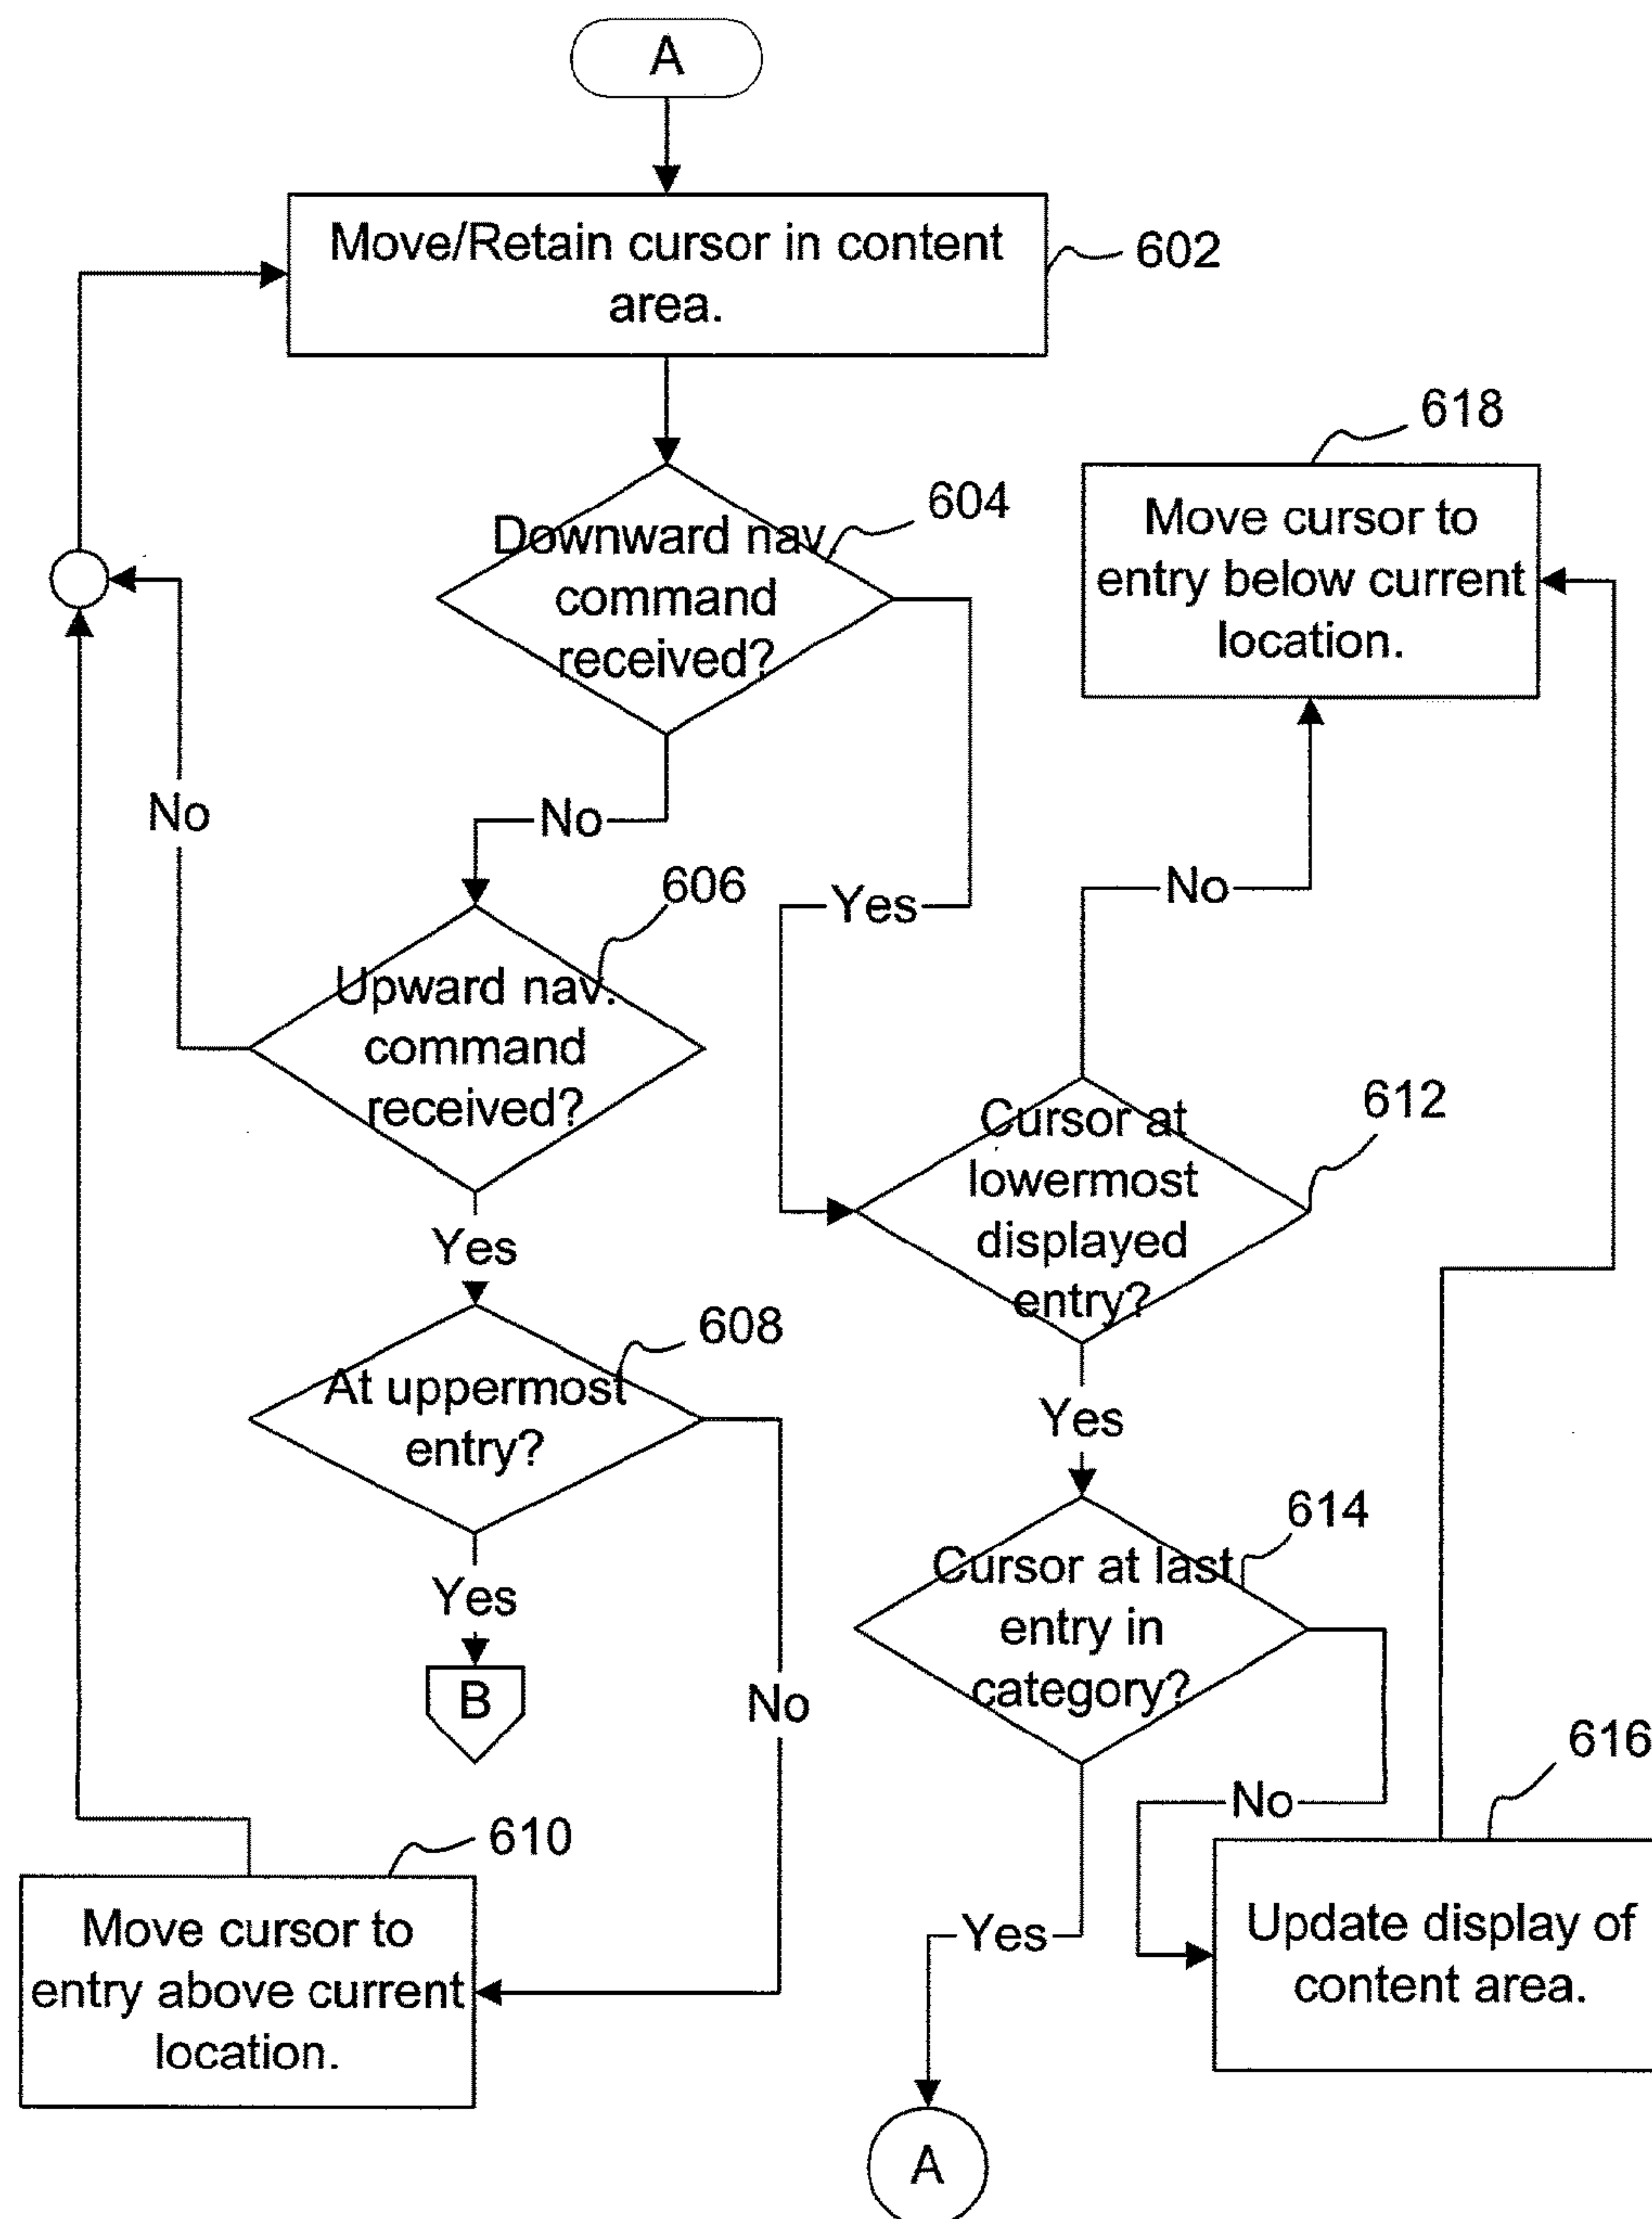 A
Move/Retain cursor in content
area.
602
Downward nav
command
received?
604
618
Move cursor to
entry below current
location.
No
No
Yes
No
606
Upward nav.
command
received?
612
Cursor at
lowermost
displayed
entry?
Yes
608
At uppermost
entry?
Yes
Yes
B
No
614
Cursor at last
entry in
category?
616
No
Update display of
content area.
610
Move cursor to
entry above current
location.
Yes
A